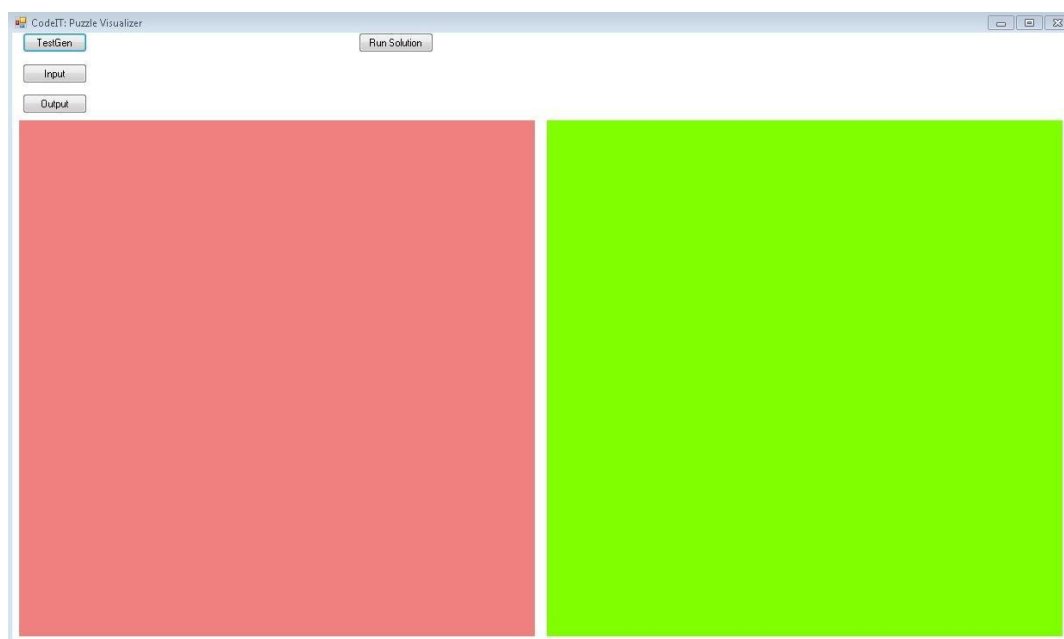 CodeIT: Puzzle Visualizer
TestGen
Run Solution
Input
Output